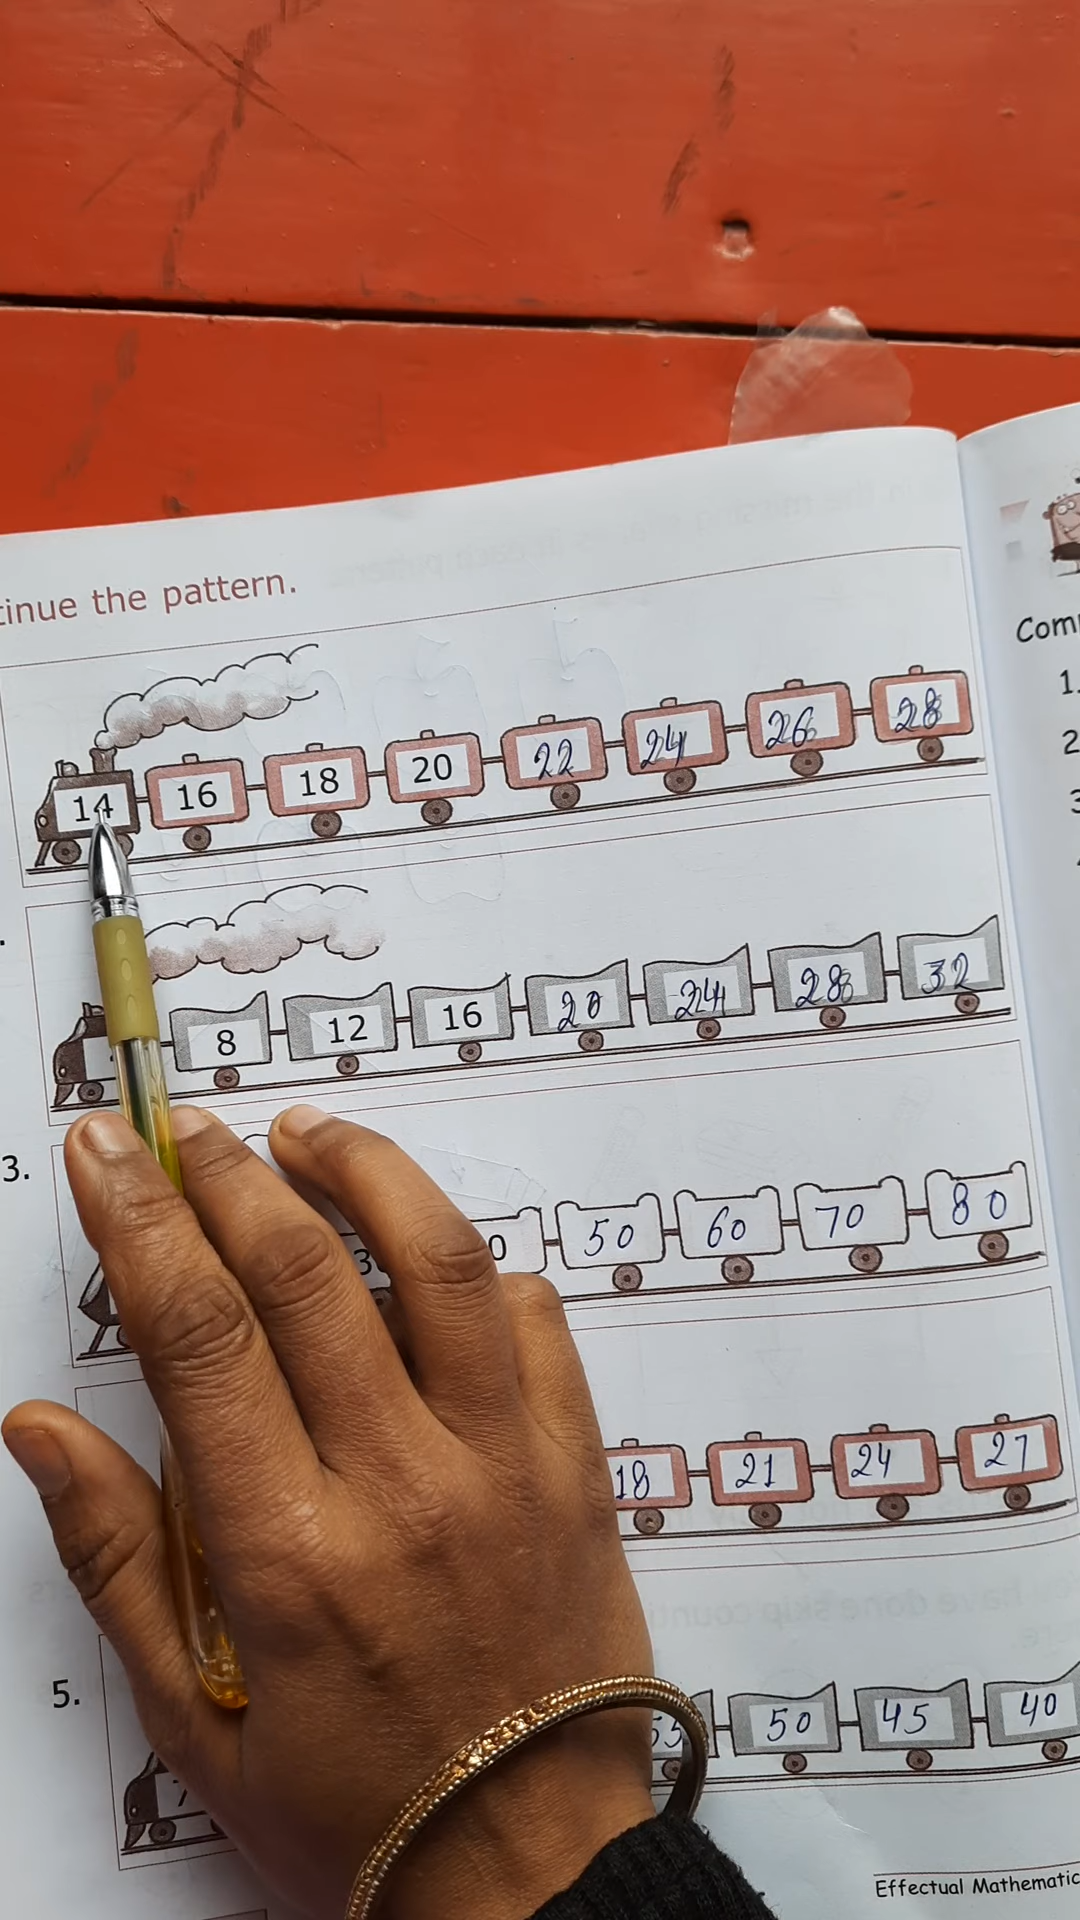 tinue the pattern.
14 16 18 20 22 24 26 28
8 12 16 20 24 28 32
3.
50 60 70 80
18 21 24 27
5.
55 50 45 40
Com
1.
2
Effectual Mathematic